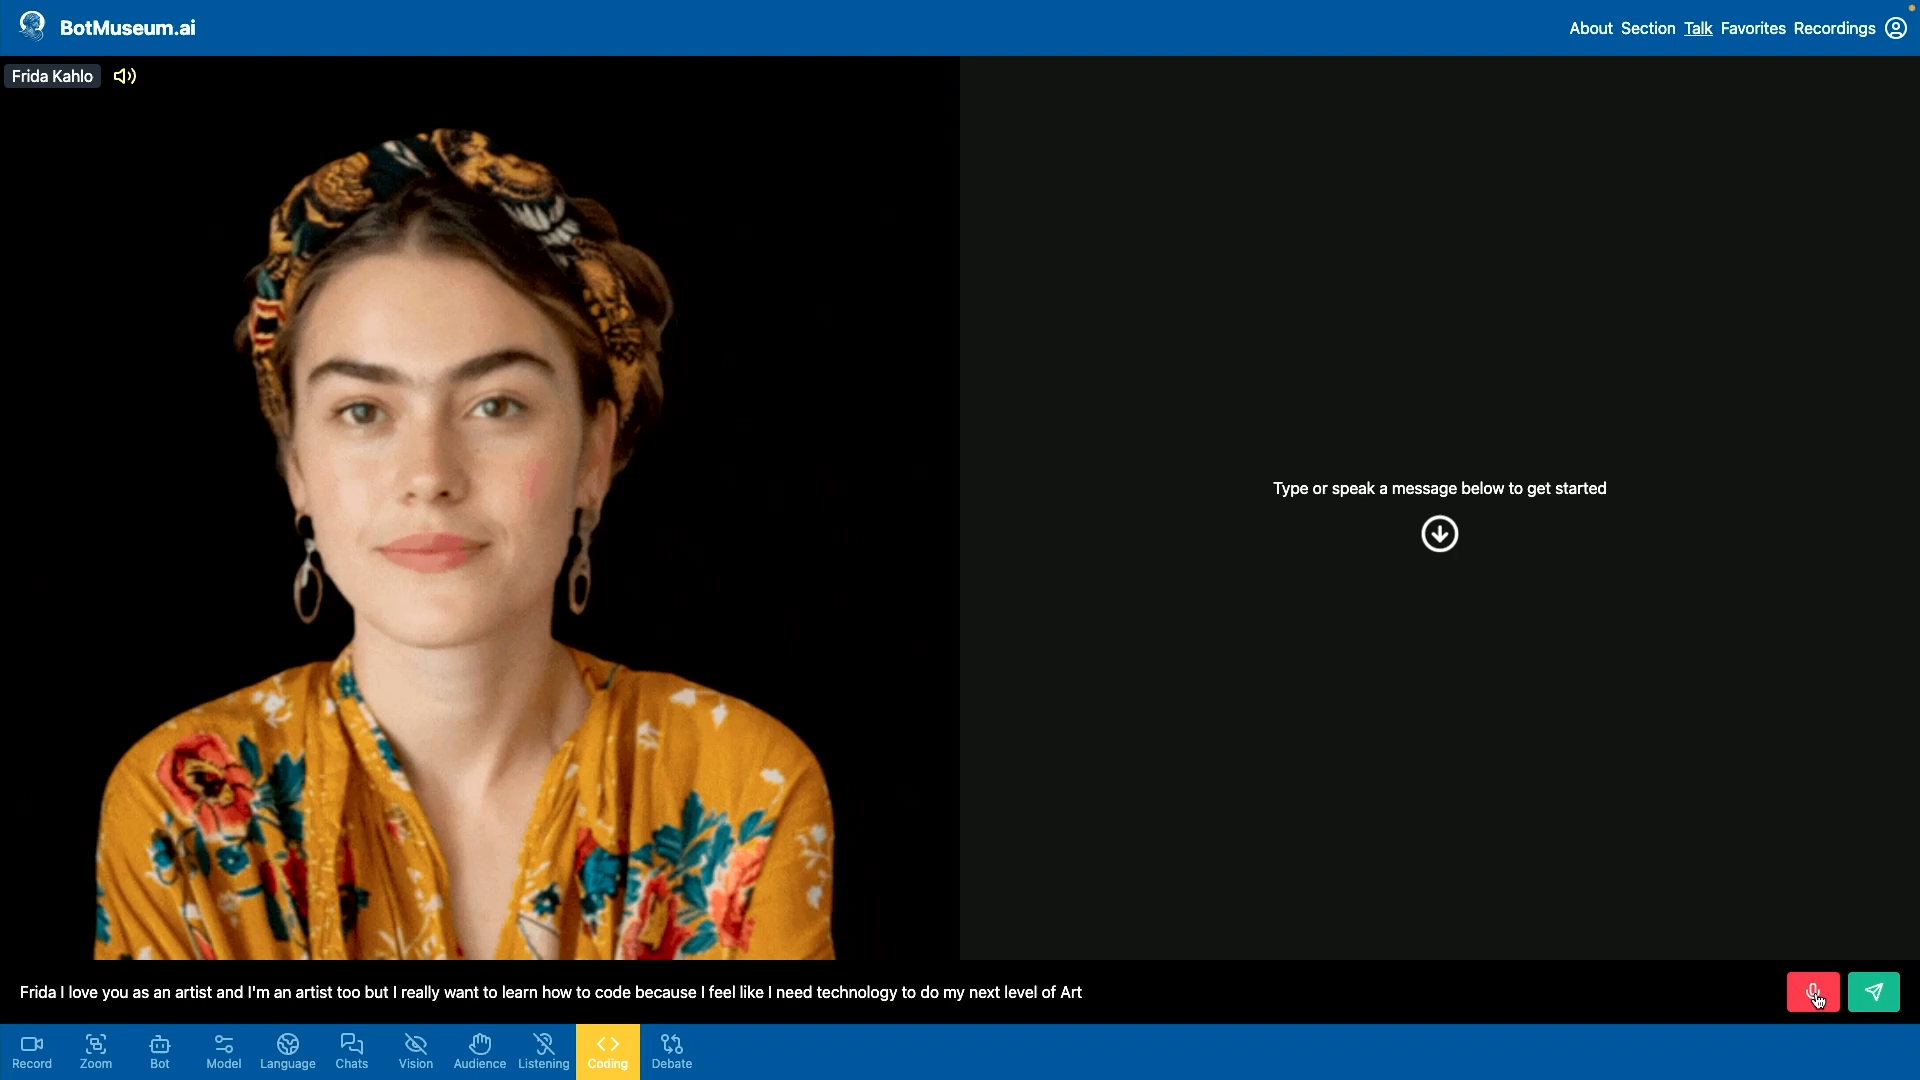 BotMuseum.ai
About Section Talk Favorites Recordings
Frida Kahlo
Type or speak a message below to get started
Frida I love you as an artist and I'm an artist too but I really want to learn how to code because I feel like I need technology to do my next level of Art
Record Zoom Bot Model Language Chats Vision Audience Listening Coding Debate